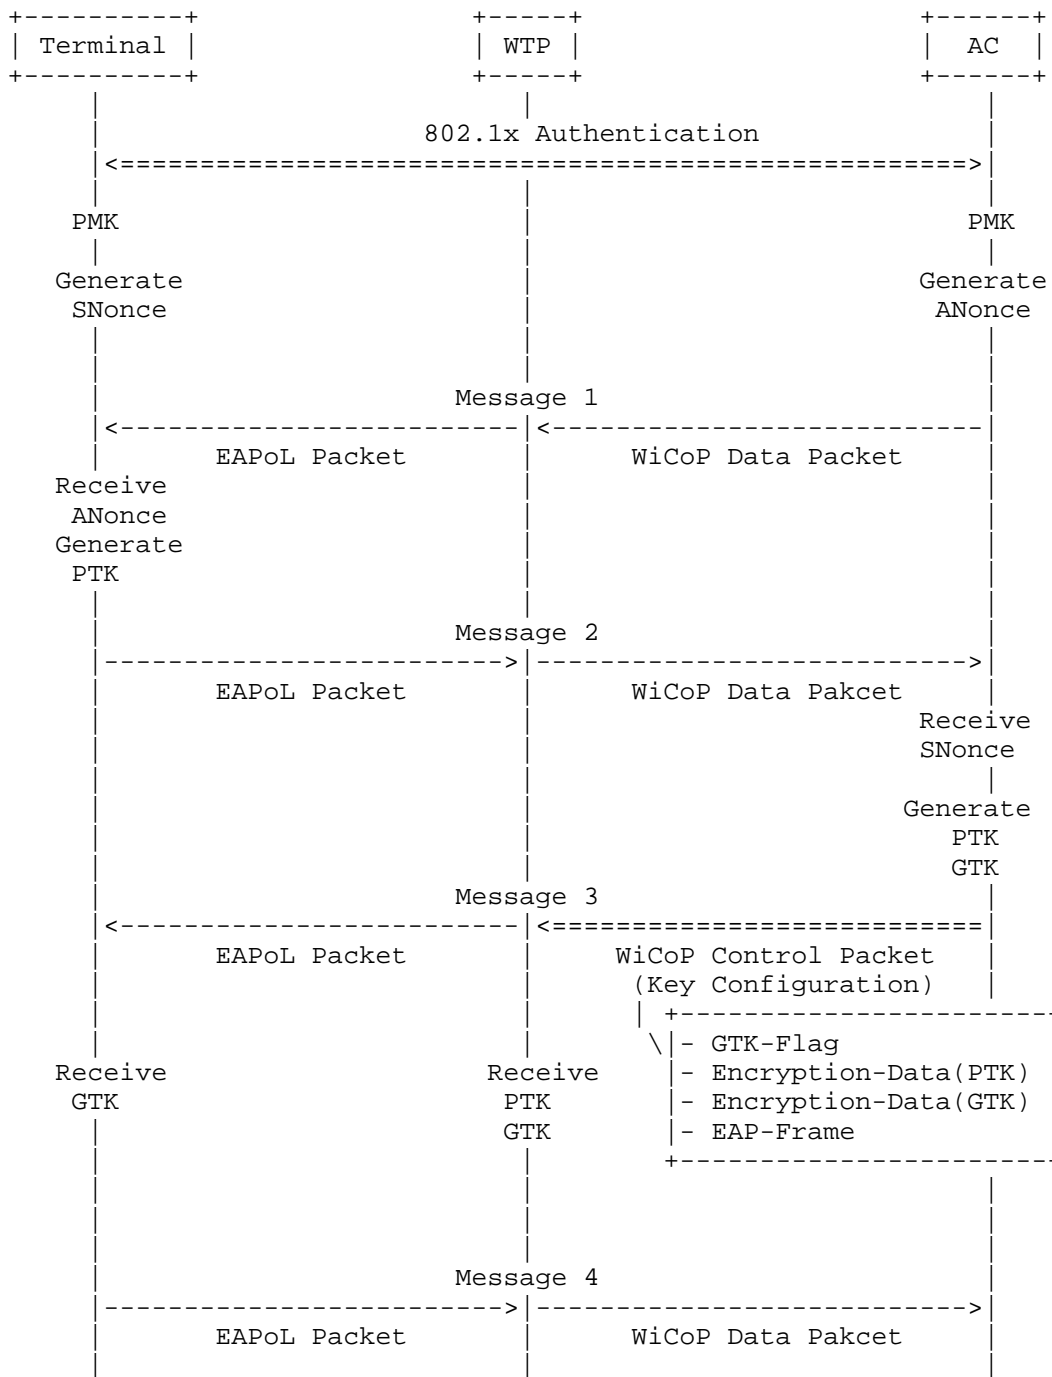 Terminal WTP AC
802.1x Authentication
PMK PMK
Generate Generate
SNonce ANonce
Message 1
EAPoL Packet WiCoP Data Packet
Receive
ANonce
Generate
PTK
Message 2
EAPoL Packet WiCoP Data Pakcet
Receive
SNonce
Generate
PTK
GTK
Message 3
EAPoL Packet WiCoP Control Packet
(Key Configuration)
- GTK-Flag
Receive Receive - Encryption-Data(PTK)
GTK PTK - Encryption-Data(GTK)
GTK - EAP-Frame
Message 4
EAPoL Packet WiCoP Data Pakcet